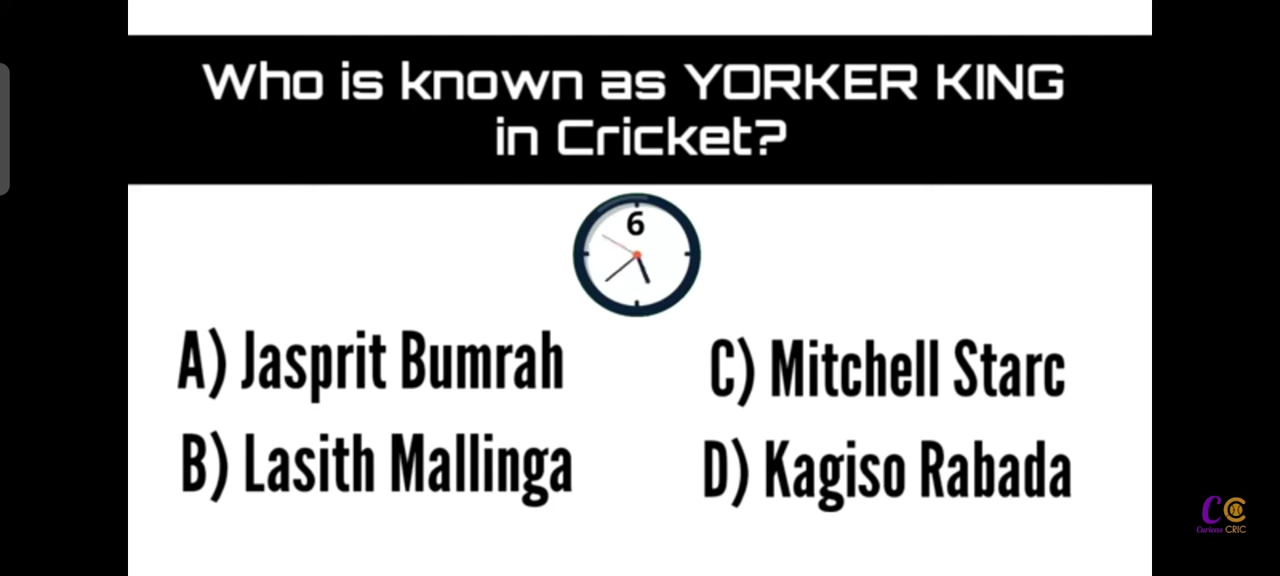 Who is known as YORKER KING
in Cricket?
6
A) Jasprit Bumrah
C) Mitchell Starc
B) Lasith Mallinga
D) Kagiso Rabada
CC
Curious CRIC